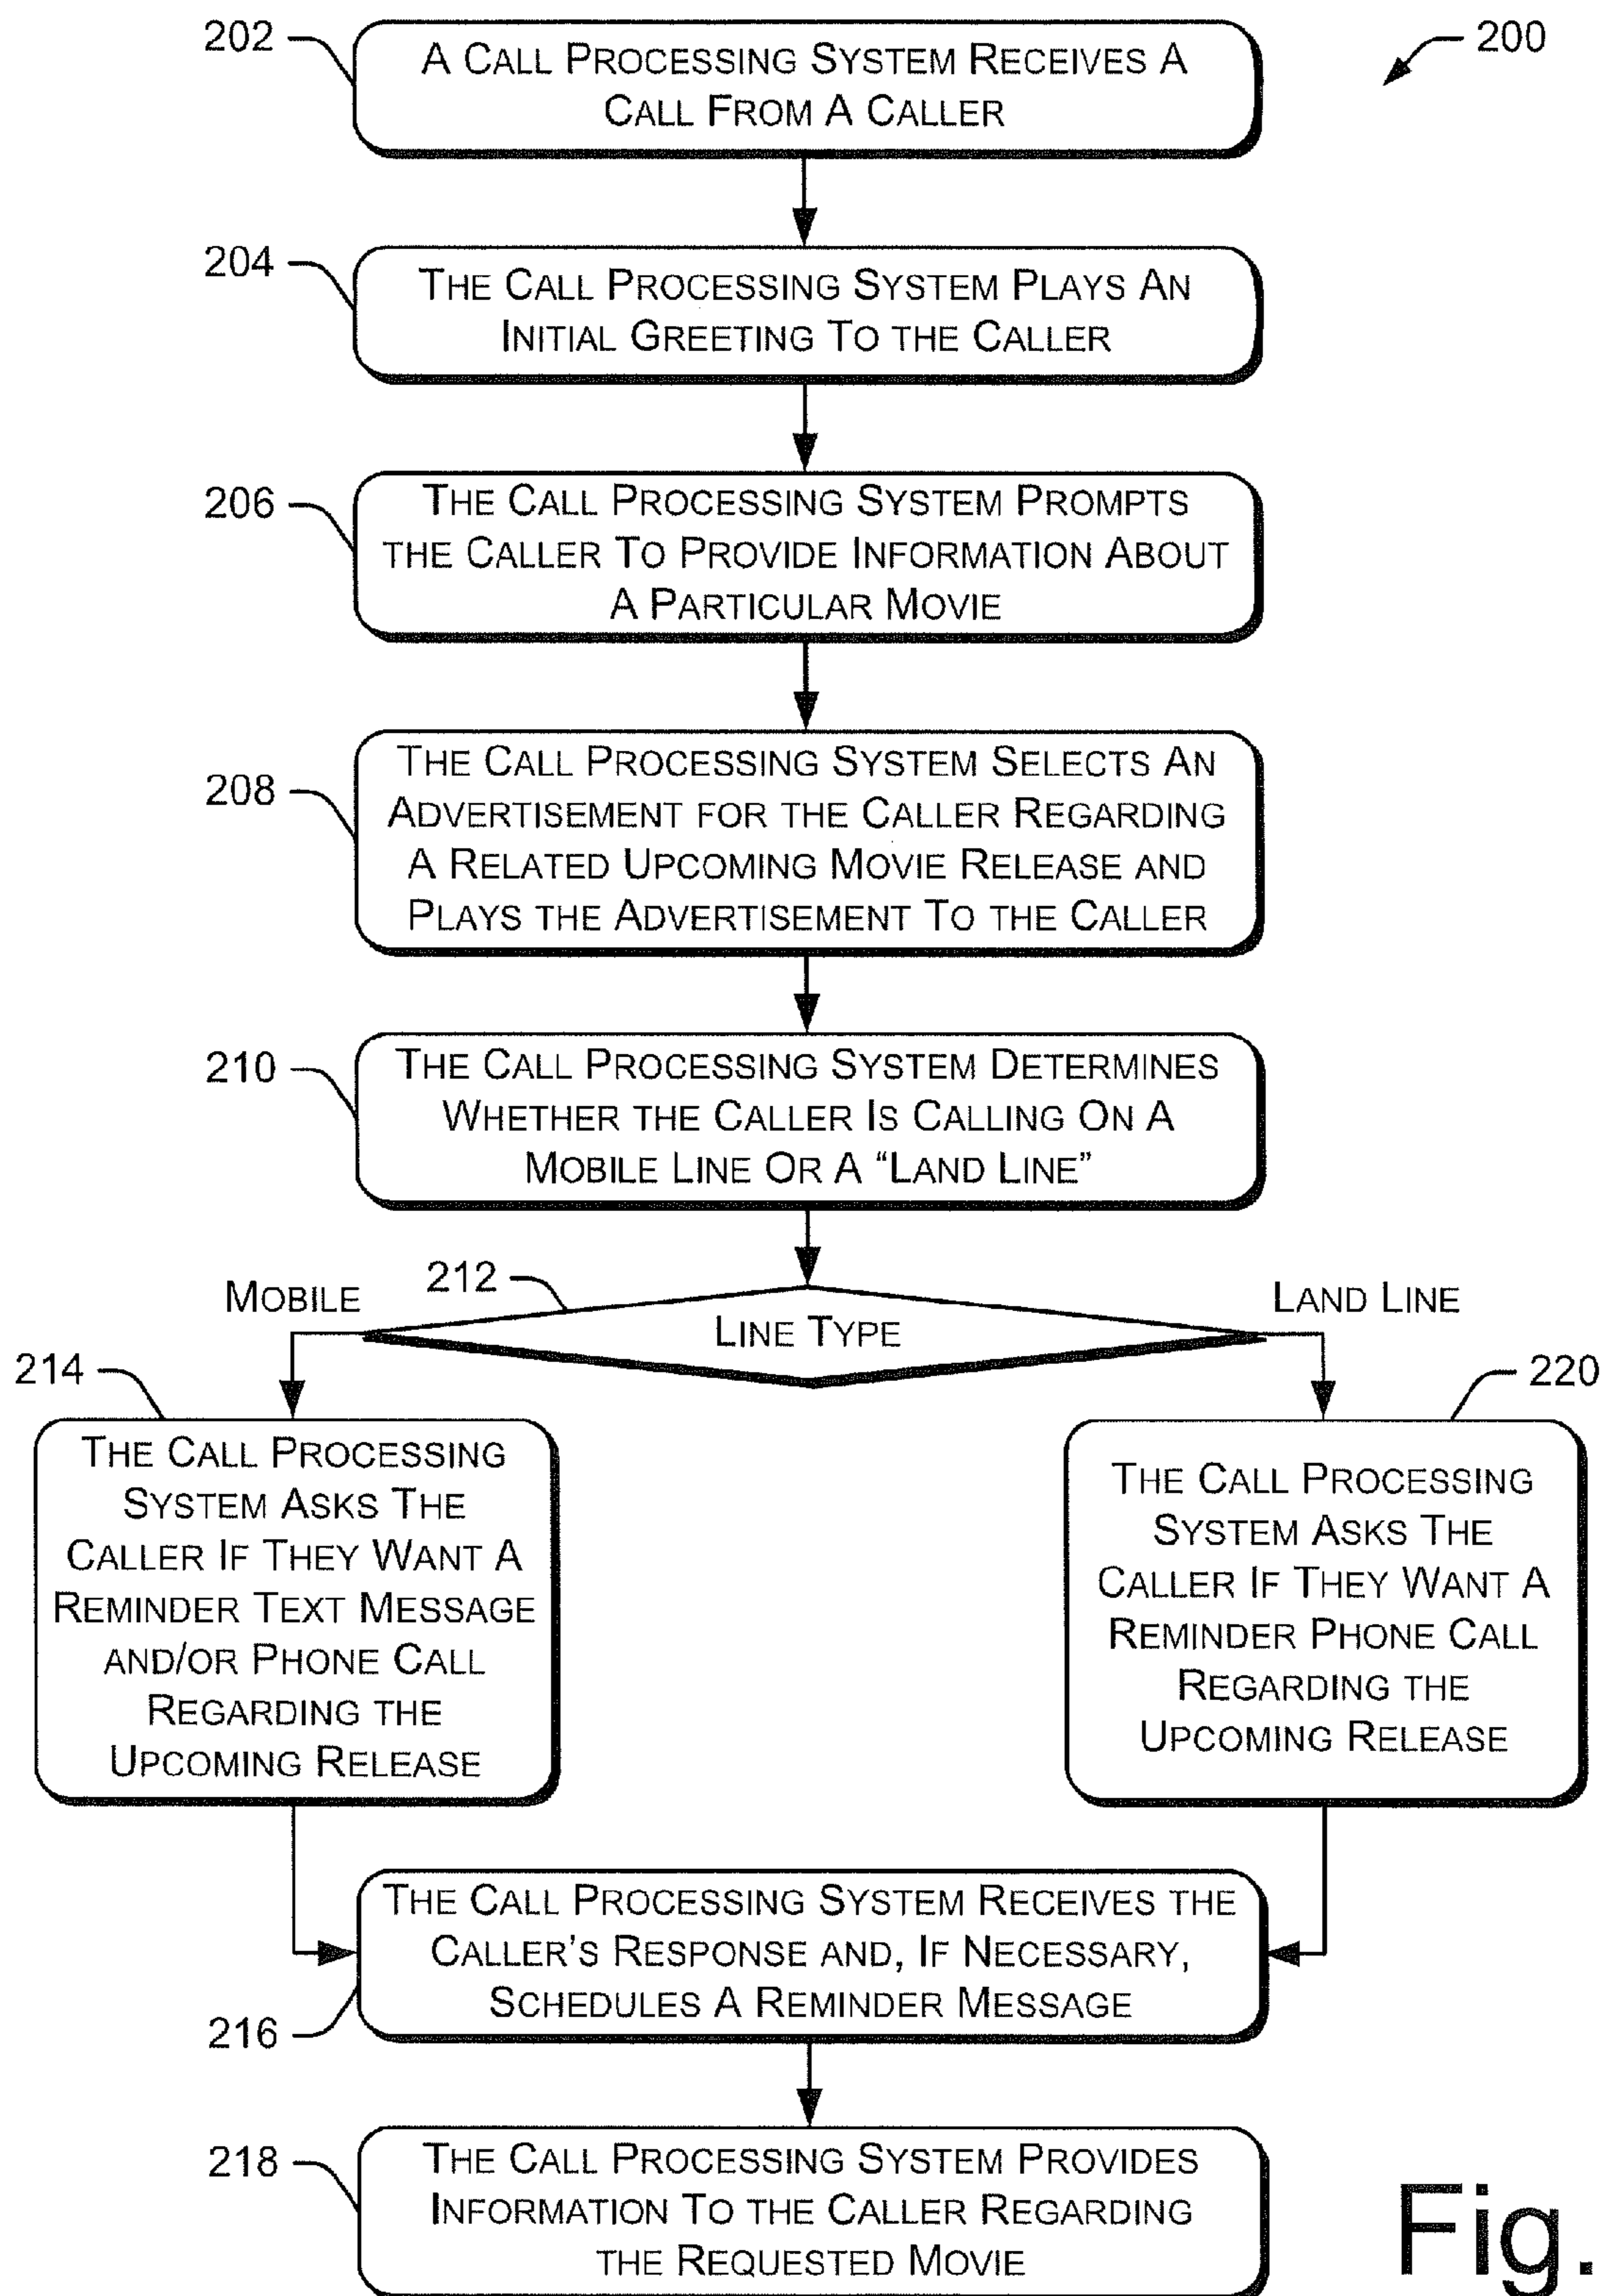 200
202
A CALL PROCESSING SYSTEM RECEIVES A
CALL FROM A CALLER
204
THE CALL PROCESSING SYSTEM PLAYS AN
INITIAL GREETING TO THE CALLER
206
THE CALL PROCESSING SYSTEM PROMPTS
THE CALLER TO PROVIDE INFORMATION ABOUT
A PARTICULAR MOVIE
208
THE CALL PROCESSING SYSTEM SELECTS AN
ADVERTISEMENT FOR THE CALLER REGARDING
A RELATED UPCOMING MOVIE RELEASE AND
PLAYS THE ADVERTISEMENT TO THE CALLER
210
THE CALL PROCESSING SYSTEM DETERMINES
WHETHER THE CALLER IS CALLING ON A
MOBILE LINE OR A “LAND LINE”
212
LINE TYPE
MOBILE
LAND LINE
214
THE CALL PROCESSING
SYSTEM ASKS THE
CALLER IF THEY WANT A
REMINDER TEXT MESSAGE
AND/OR PHONE CALL
REGARDING THE
UPCOMING RELEASE
220
THE CALL PROCESSING
SYSTEM ASKS THE
CALLER IF THEY WANT A
REMINDER PHONE CALL
REGARDING THE
UPCOMING RELEASE
216
THE CALL PROCESSING SYSTEM RECEIVES THE
CALLER’S RESPONSE AND, IF NECESSARY,
SCHEDULES A REMINDER MESSAGE
218
THE CALL PROCESSING SYSTEM PROVIDES
INFORMATION TO THE CALLER REGARDING
THE REQUESTED MOVIE
Fig.